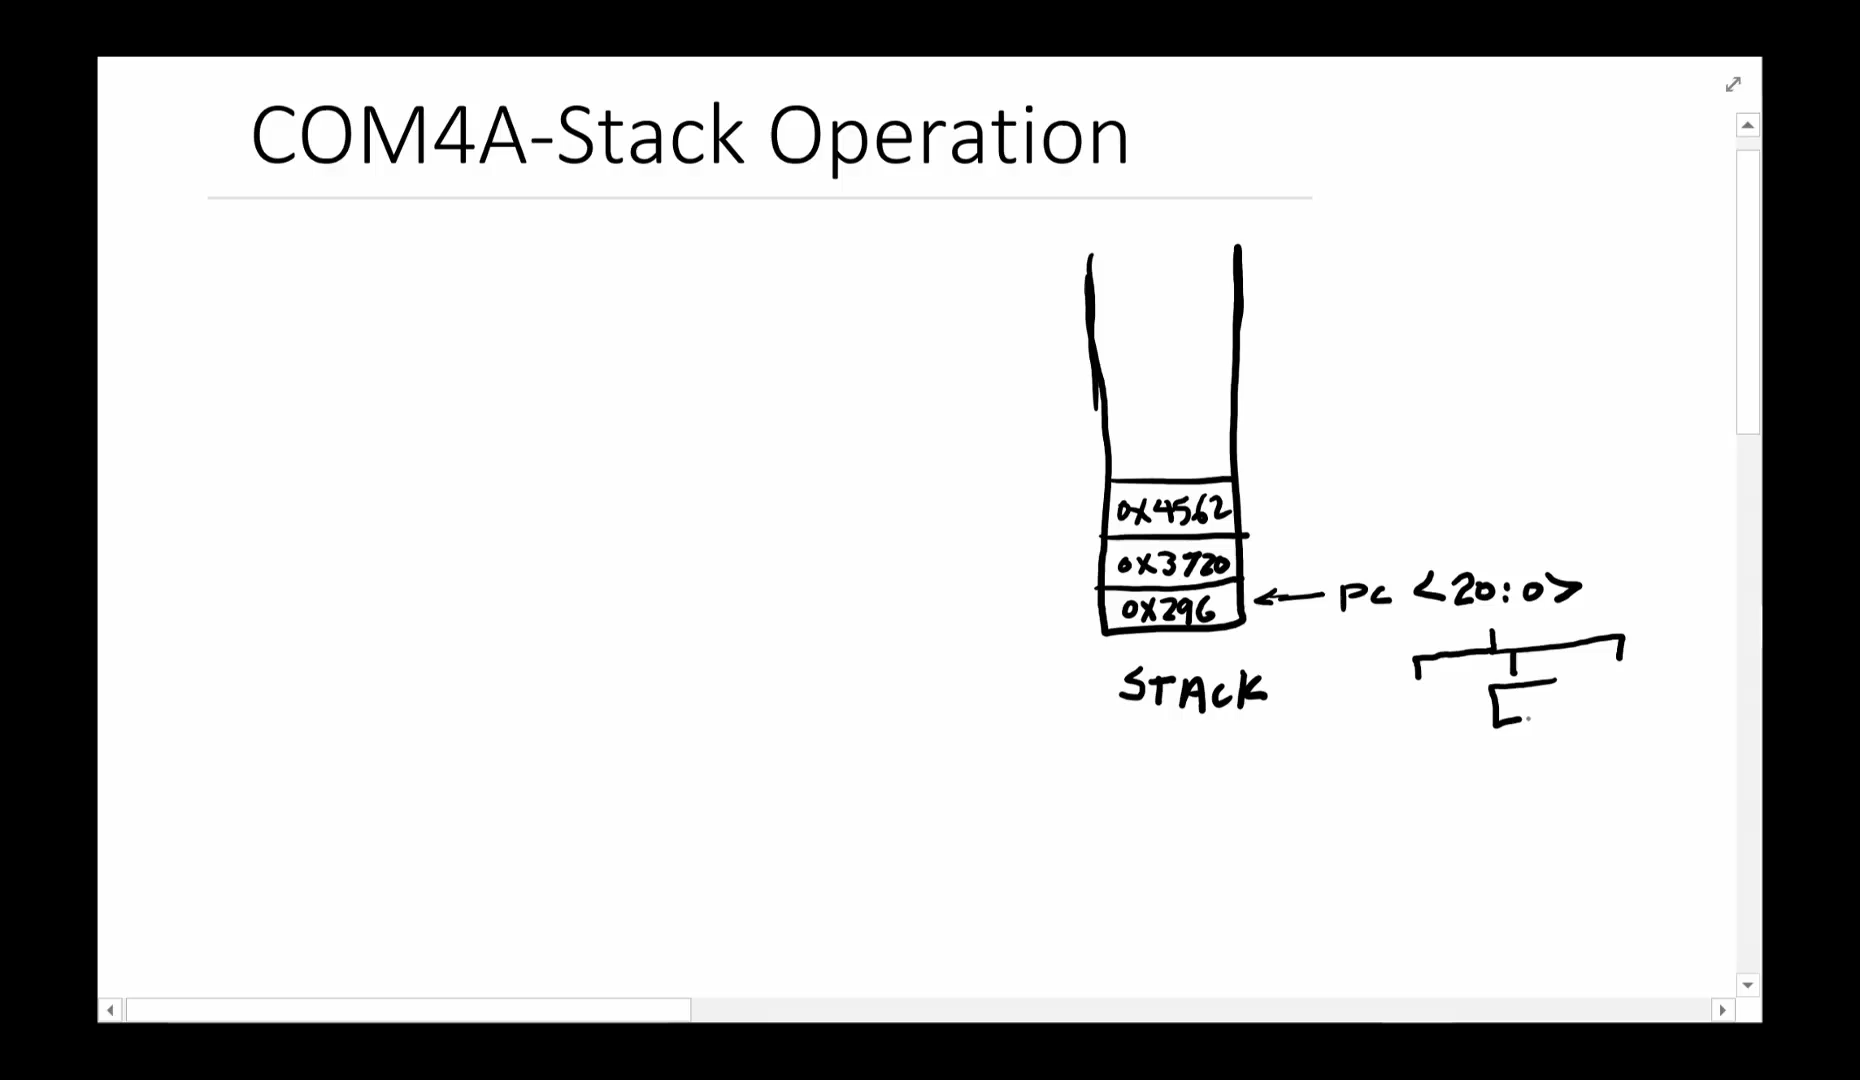 COM4A-Stack Operation
0x4562
0x3720
0x296
PC <20:0>
STACK